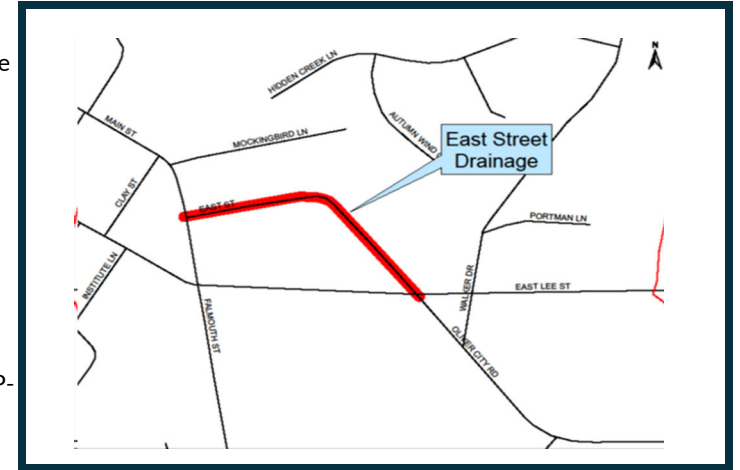 e
N
HIDDEN CREEK LN
MAIN ST
MOCKINGBIRD LN
AUTUMN WIND
East Street
Drainage
CLAY ST
EAST ST
PORTMAN LN
INSTITUTE LN
WALKER DR
EAST LEE ST
FALMOUTH ST
OLIVER CITY RD
P-